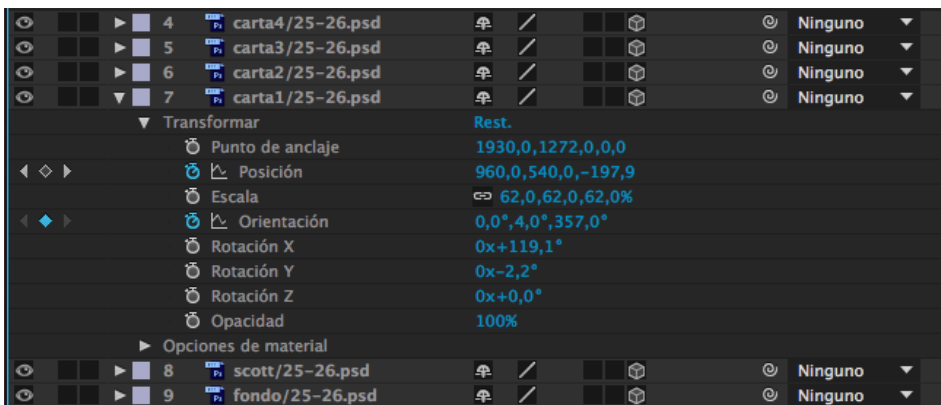 4 carta4/25-26.psd Ninguno
5 carta3/25-26.psd Ninguno
6 carta2/25-26.psd Ninguno
7 carta1/25-26.psd Ninguno
Transformar Rest.
Punto de anclaje 1930,0,1272,0,0,0
Posición 960,0,540,0,-197,9
Escala 62,0,62,0,62,0%
Orientación 0,0°,4,0°,357,0°
Rotación X 0x+119,1°
Rotación Y 0x-2,2°
Rotación Z 0x+0,0°
Opacidad 100%
Opciones de material
8 scott/25-26.psd Ninguno
9 fondo/25-26.psd Ninguno